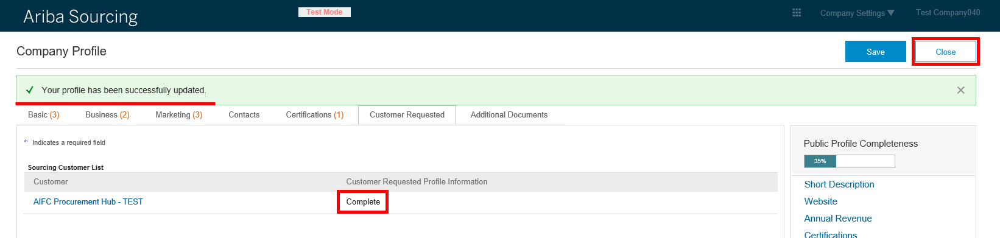 Ariba Sourcing
Test Mode
Company Settings
Test Company040
Company Profile
Save
Close
Your profile has been successfully updated.
Basic (3)
Business (2)
Marketing (3)
Contacts
Certifications (1)
Customer Requested
Additional Documents
* Indicates a required field
Sourcing Customer List
Customer
Customer Requested Profile Information
AIFC Procurement Hub - TEST
Complete
Public Profile Completeness
35%
Short Description
Website
Annual Revenue
Certifications